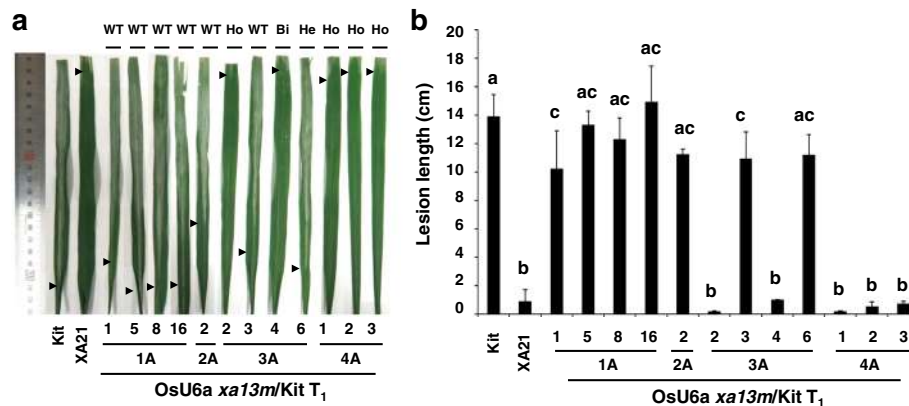 a
WT WT WT WT WT Ho WT Bi He Ho Ho Ho
Kit XA21 1 5 8 16 2 2 3 4 6 1 2 3
1A 2A 3A 4A
OsU6a xa13m/Kit T₁
b
Lesion length (cm)
20
18
16
14
12
10
8
6
4
2
0
a b c ac ac ac ac b c b ac b b b
Kit XA21 1 5 8 16 2 2 3 4 6 1 2 3
1A 2A 3A 4A
OsU6a xa13m/Kit T₁